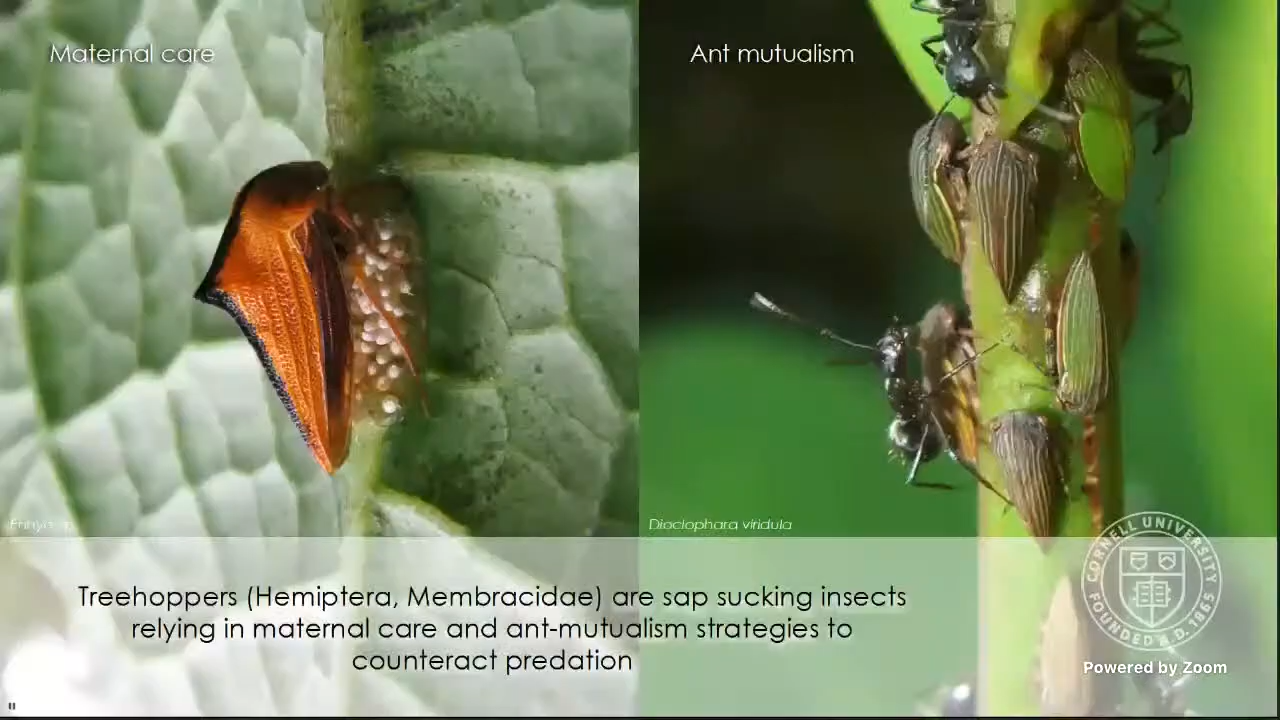 Maternal care
Ant mutualism
Dioclophara viridula
Treehoppers (Hemiptera, Membracidae) are sap sucking insects
relying in maternal care and ant-mutualism strategies to
counteract predation
CORNELL UNIVERSITY
FOUNDED A.D. 1865
Powered by Zoom